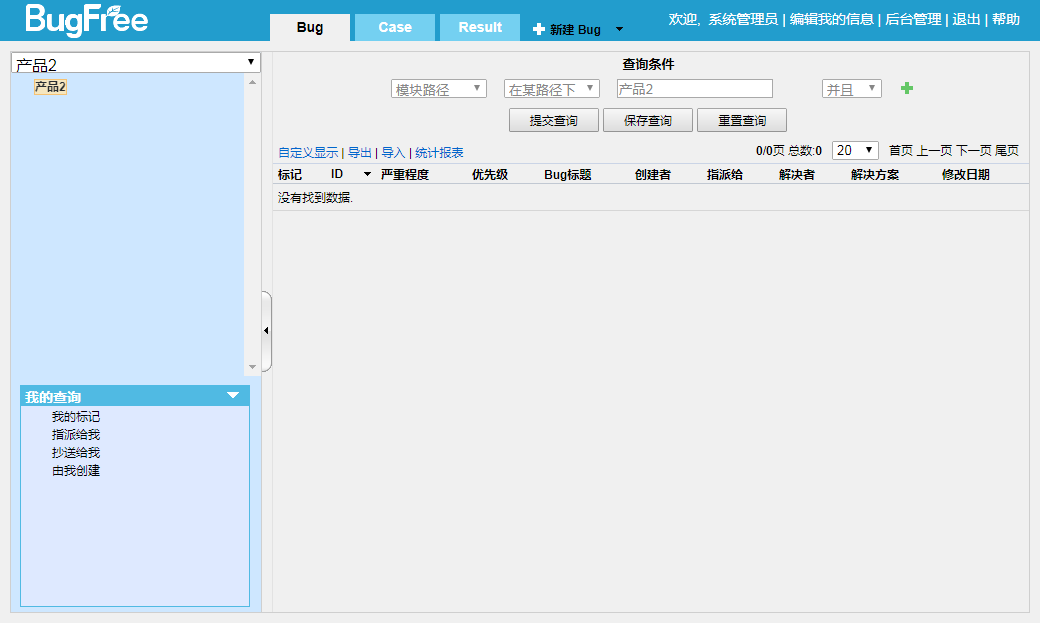 BugFree
Bug Case Result 新建 Bug
欢迎, 系统管理员 | 编辑我的信息 | 后台管理 | 退出 | 帮助
产品2
产品2
查询条件
模块路径 在某路径下 产品2 并且
提交查询 保存查询 重置查询
自定义显示 | 导出 | 导入 | 统计报表 0/0页 总数:0 20 首页 上一页 下一页 尾页
标记 ID 严重程度 优先级 Bug标题 创建者 指派给 解决者 解决方案 修改日期
没有找到数据.
我的查询
我的标记
指派给我
抄送给我
由我创建